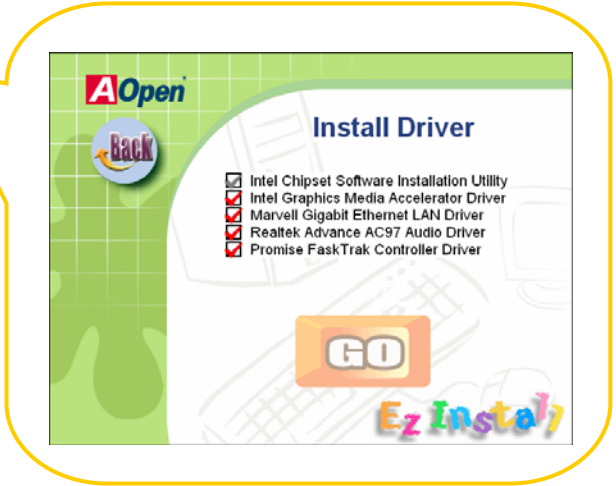 AOpen
Back
Install Driver
Intel Chipset Software Installation Utility
Intel Graphics Media Accelerator Driver
Marvell Gigabit Ethernet LAN Driver
Realtek Advance AC97 Audio Driver
Promise FaskTrak Controller Driver
GO
Ez Install